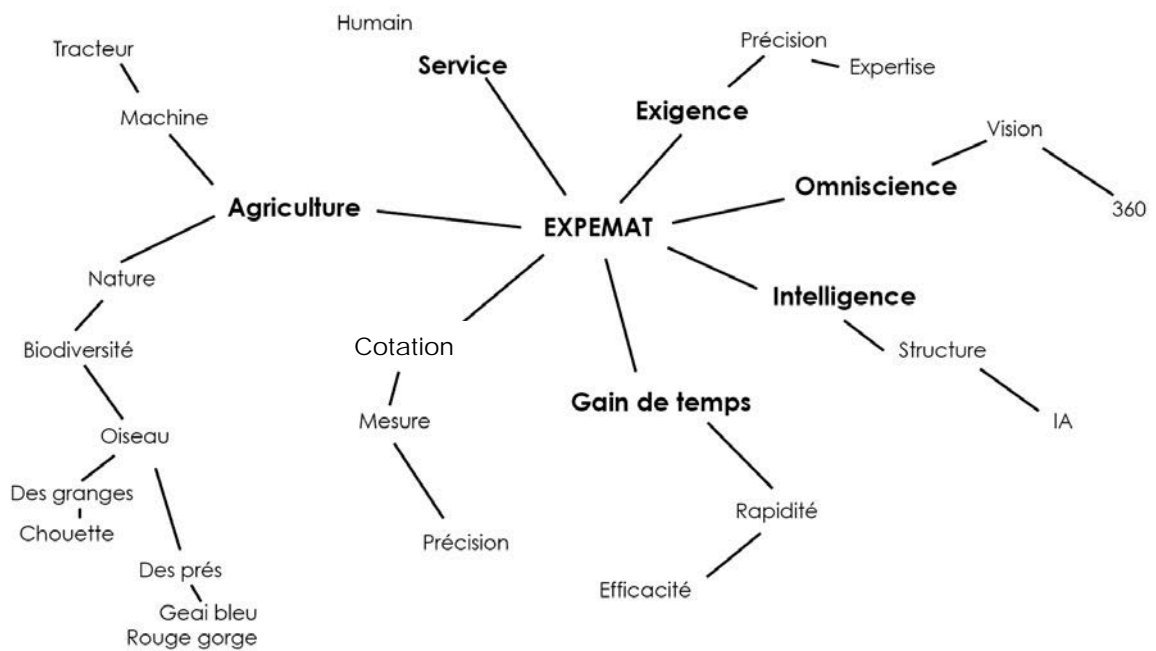 Humain
Service
Tracteur
Machine
Agriculture
Précision
Expertise
Exigence
Vision
Omniscience
360
EXPEMAT
Nature
Biodiversité
Oiseau
Des granges
Chouette
Des prés
Geai bleu
Rouge gorge
Cotation
Mesure
Précision
Gain de temps
Rapidité
Efficacité
Intelligence
Structure
IA